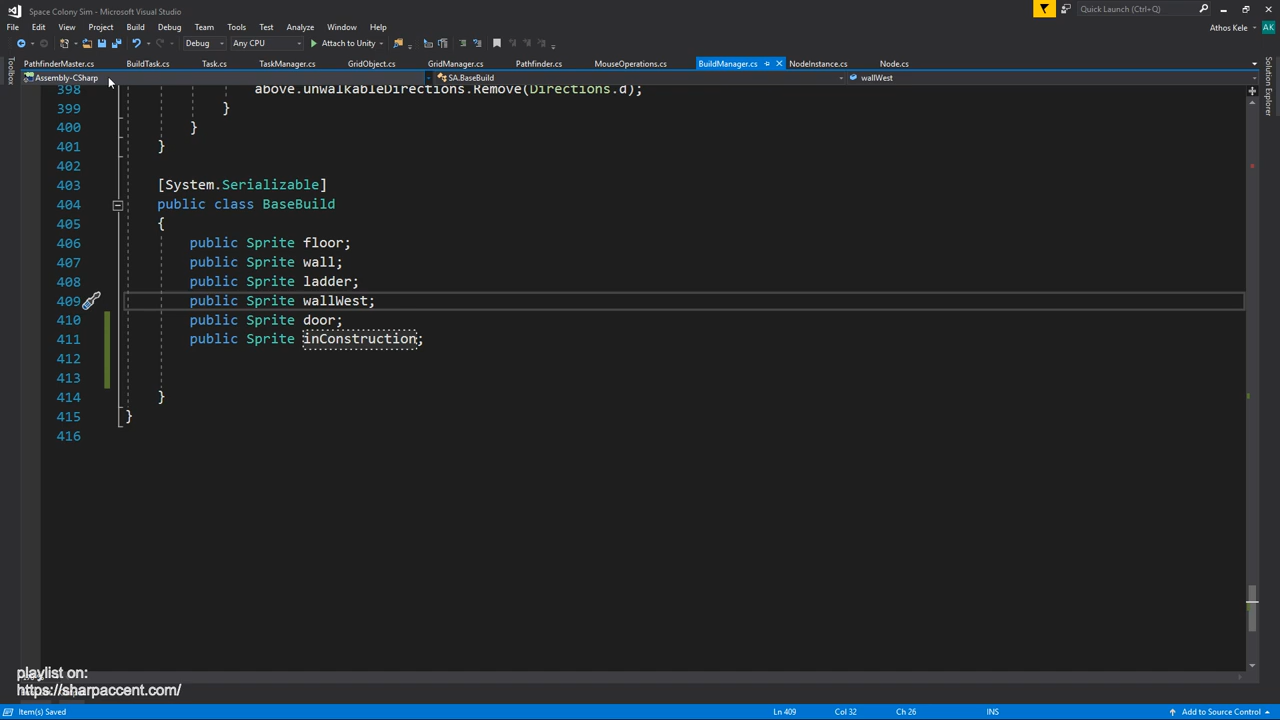 Space Colony Sim - Microsoft Visual Studio
Quick Launch (Ctrl+Q)
File Edit View Project Build Debug Team Tools Test Analyze Window Help
Athos Kele AK
Debug Any CPU Attach to Unity
PathfinderMaster.cs BuildTask.cs Task.cs TaskManager.cs GridObject.cs GridManager.cs Pathfinder.cs MouseOperations.cs BuildManager.cs NodeInstance.cs Node.cs
Toolbox
Solution Explorer
Assembly-CSharp SA.BaseBuild wallWest
398 above.unwalkableDirections.Remove(Directions.d);
399 }
400 }
401 }
402
403 [System.Serializable]
404 public class BaseBuild
405 {
406 public Sprite floor;
407 public Sprite wall;
408 public Sprite ladder;
409 public Sprite wallWest;
410 public Sprite door;
411 public Sprite inConstruction;
412
413
414 }
415 }
416
playlist on:
https://sharpaccent.com/
Item(s) Saved Ln 409 Col 32 Ch 26 INS Add to Source Control